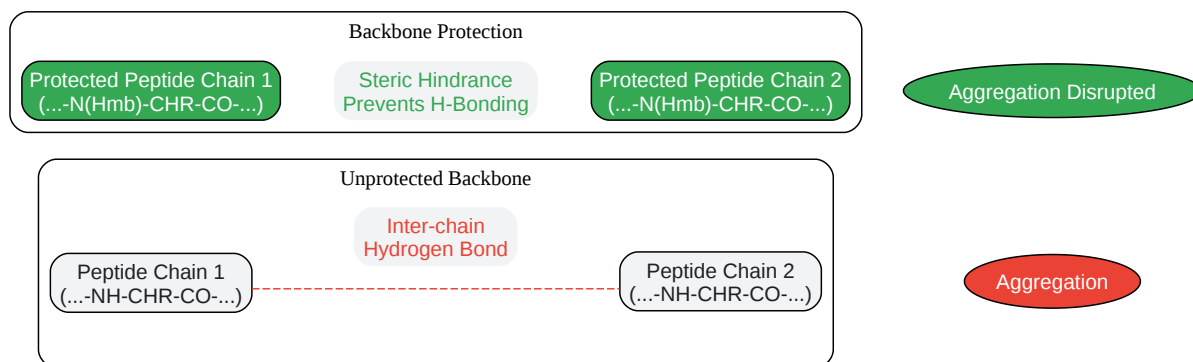 Backbone Protection
Protected Peptide Chain 1
(...-N(Hmb)-CHR-CO-...)
Steric Hindrance
Prevents H-Bonding
Protected Peptide Chain 2
(...-N(Hmb)-CHR-CO-...)
Aggregation Disrupted
Unprotected Backbone
Inter-chain
Hydrogen Bond
Peptide Chain 1
(...-NH-CHR-CO-...)
Peptide Chain 2
(...-NH-CHR-CO-...)
Aggregation